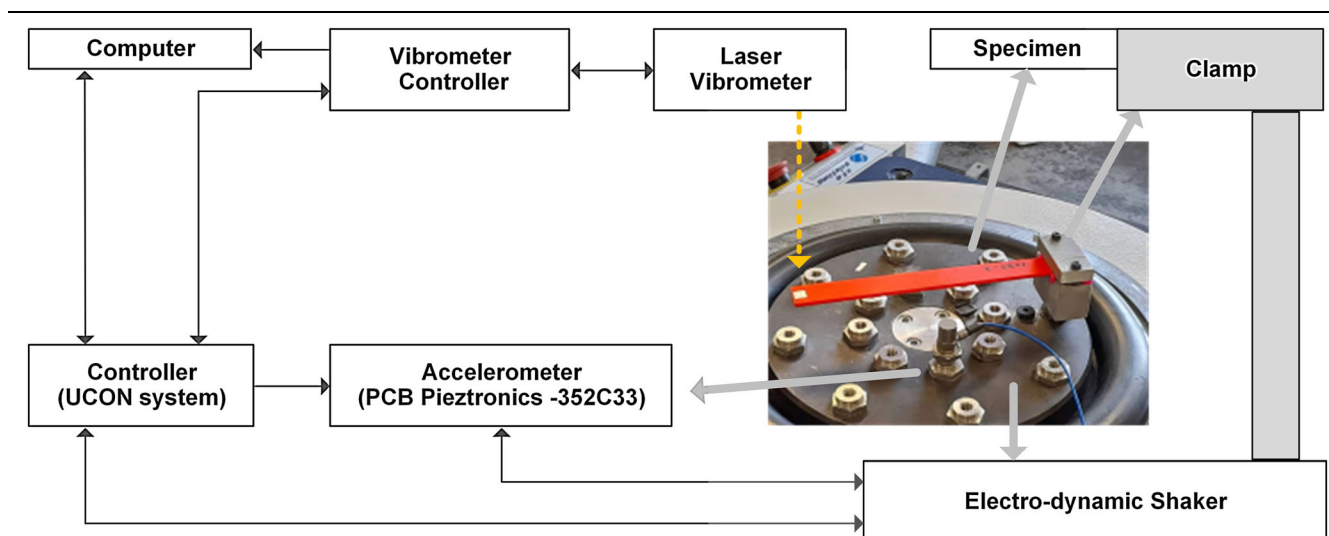 Computer
Vibrometer
Controller
Laser
Vibrometer
Specimen
Clamp
Controller
(UCON system)
Accelerometer
(PCB Pieztronics -352C33)
Electro-dynamic Shaker